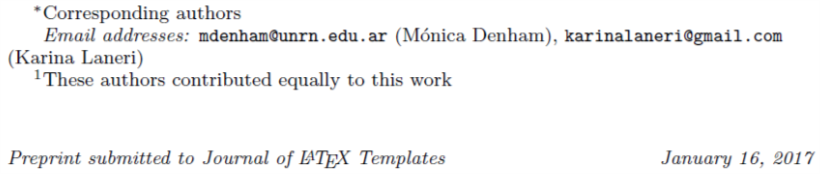 *Corresponding authors
Email addresses: mdenham@unrn.edu.ar (Mónica Denham), karinalaneri@gmail.com
(Karina Laneri)
¹These authors contributed equally to this work
Preprint submitted to Journal of LATEX Templates January 16, 2017